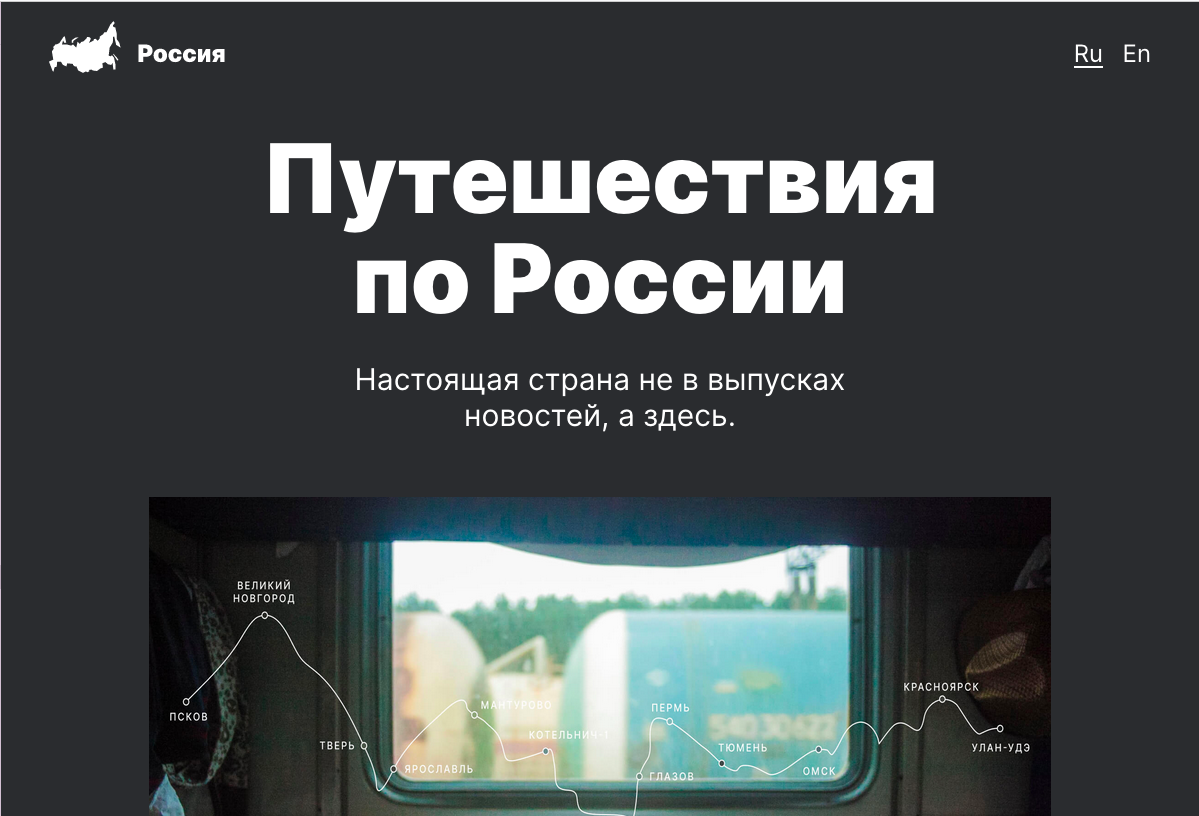 Россия
Ru En
Путешествия
по России
Настоящая страна не в выпусках
новостей, а здесь.
ВЕЛИКИЙ
НОВГОРОД
ПСКОВ
ТВЕРЬ
ЯРОСЛАВЛЬ
МАНТУРОВО
КОТЕЛЬНИЧ-1
ПЕРМЬ
ГЛАЗОВ
ТЮМЕНЬ
ОМСК
КРАСНОЯРСК
УЛАН-УДЭ
54030622